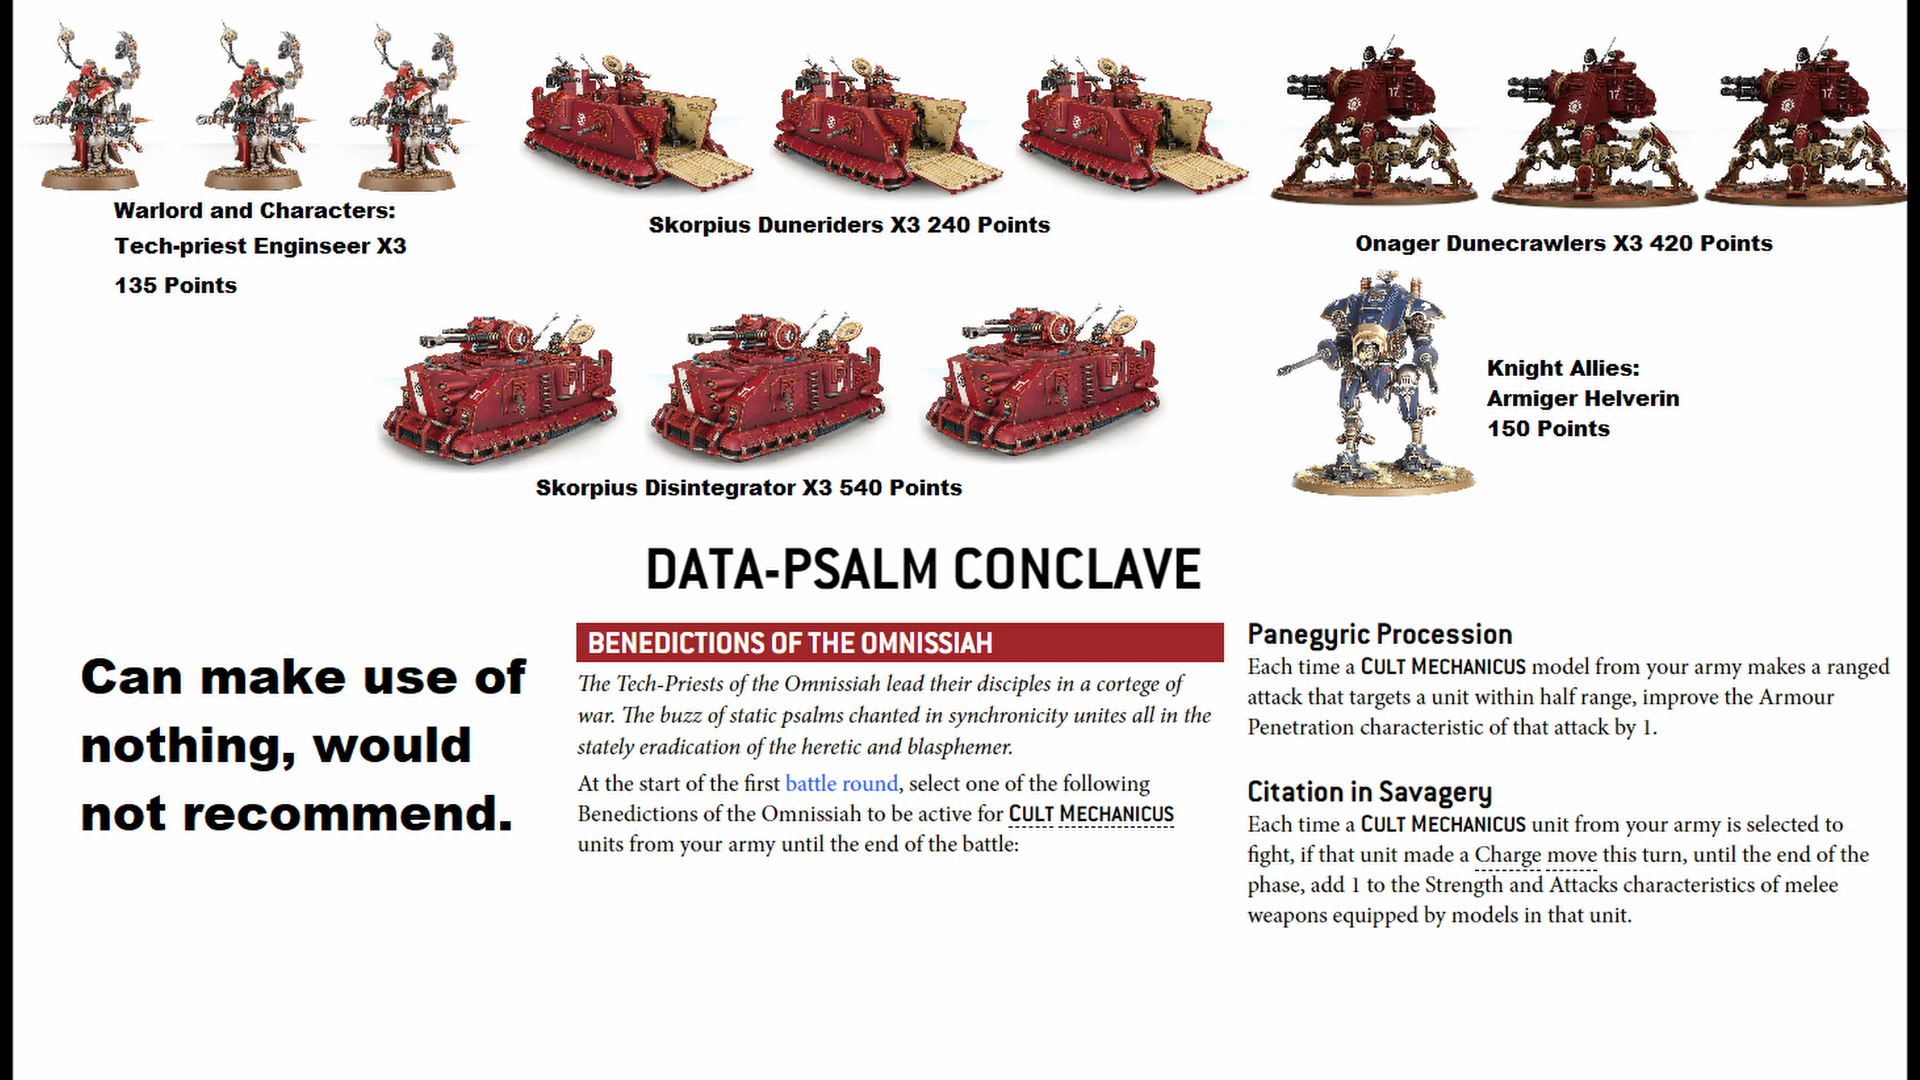 Warlord and Characters:
Tech-priest Enginseer X3
135 Points
Skorpius Duneriders X3 240 Points
Onager Dunecrawlers X3 420 Points
Skorpius Disintegrator X3 540 Points
Knight Allies:
Armiger Helverin
150 Points
DATA-PSALM CONCLAVE
Can make use of
nothing, would
not recommend.
BENEDICTIONS OF THE OMNISSIAH
The Tech-Priests of the Omnissiah lead their disciples in a cortege of
war. The buzz of static psalms chanted in synchronicity unites all in the
stately eradication of the heretic and blasphemer.
At the start of the first battle round, select one of the following
Benedictions of the Omnissiah to be active for CULT MECHANICUS
units from your army until the end of the battle:
Panegyric Procession
Each time a CULT MECHANICUS model from your army makes a ranged
attack that targets a unit within half range, improve the Armour
Penetration characteristic of that attack by 1.
Citation in Savagery
Each time a CULT MECHANICUS unit from your army is selected to
fight, if that unit made a Charge move this turn, until the end of the
phase, add 1 to the Strength and Attacks characteristics of melee
weapons equipped by models in that unit.